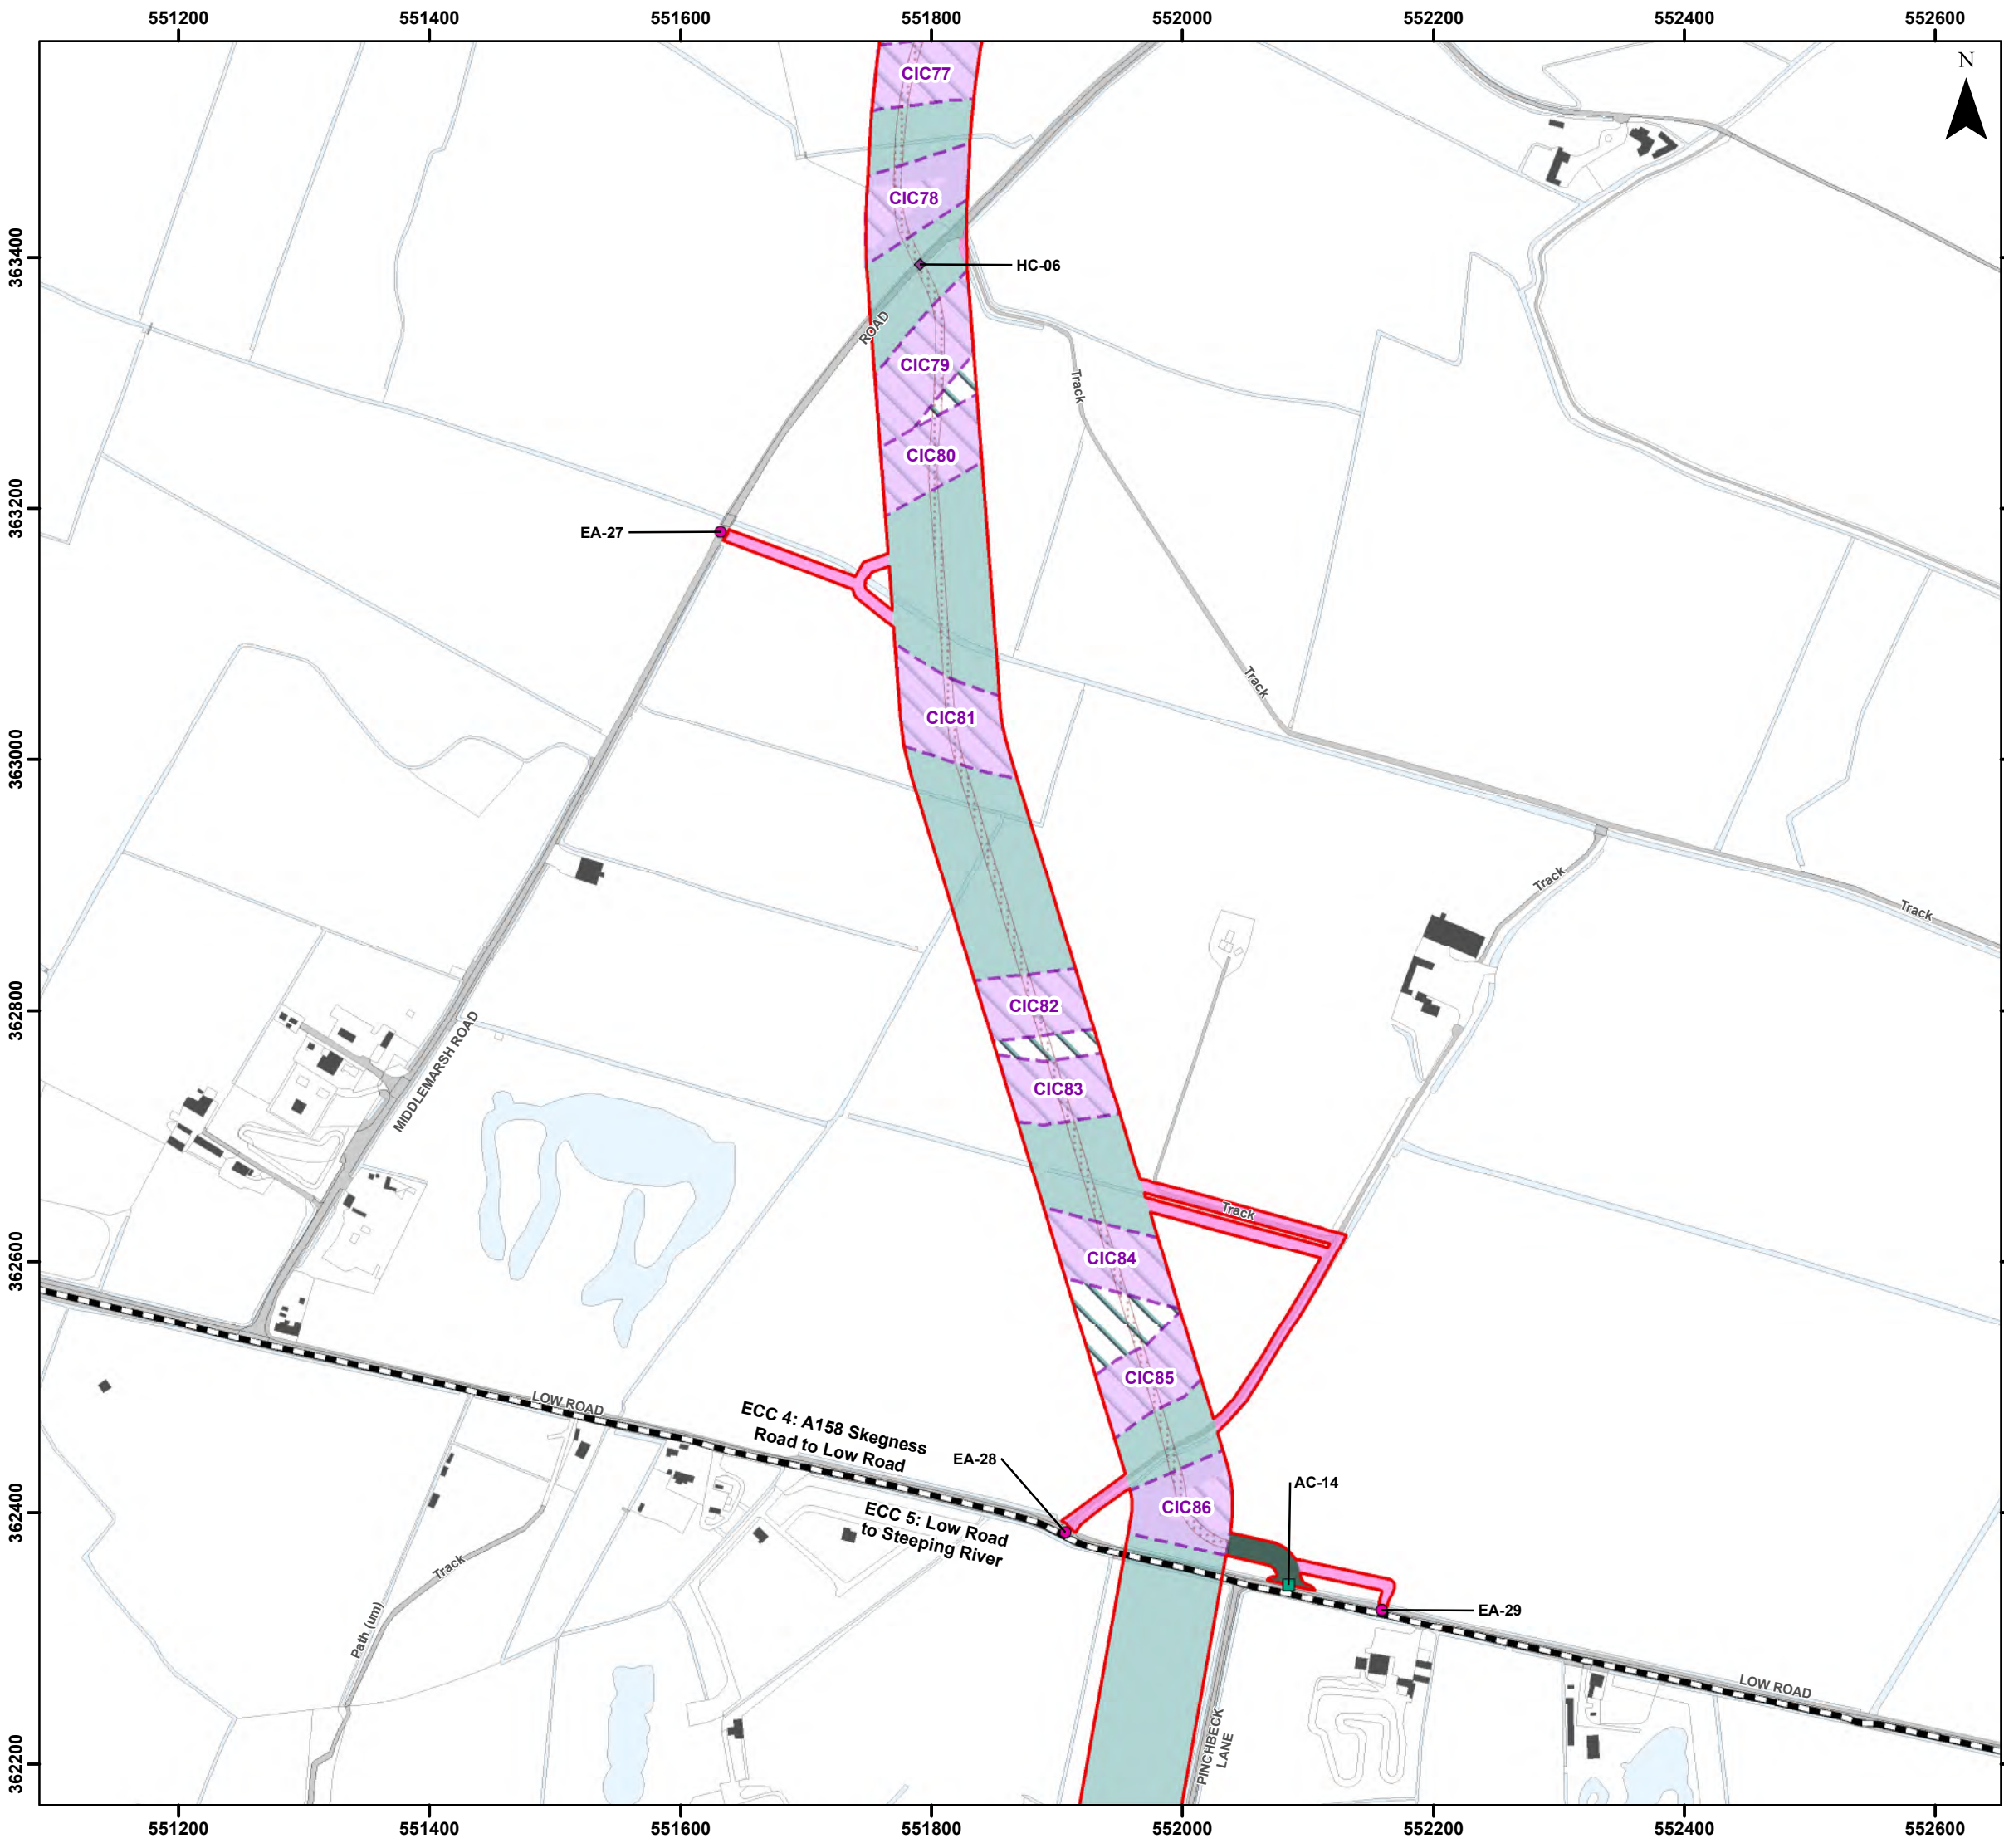 551200 551400 551600 551800 552000 552200 552400 552600
N
CIC77
CIC78
363400
HC-06
ROAD
CIC79
Track
CIC80
363200
EA-27
Track
CIC81
363000
Track
Track
CIC82
362800
MIDDLEMARSH ROAD
CIC83
Track
362600
CIC84
LOW ROAD
CIC85
ECC 4: A158 Skegness
Road to Low Road
EA-28
AC-14
362400
CIC86
ECC 5: Low Road
to Steeping River
Track
EA-29
Path (um)
LOW ROAD
PINCHBECK
LANE
362200
551200 551400 551600 551800 552000 552200 552400 552600